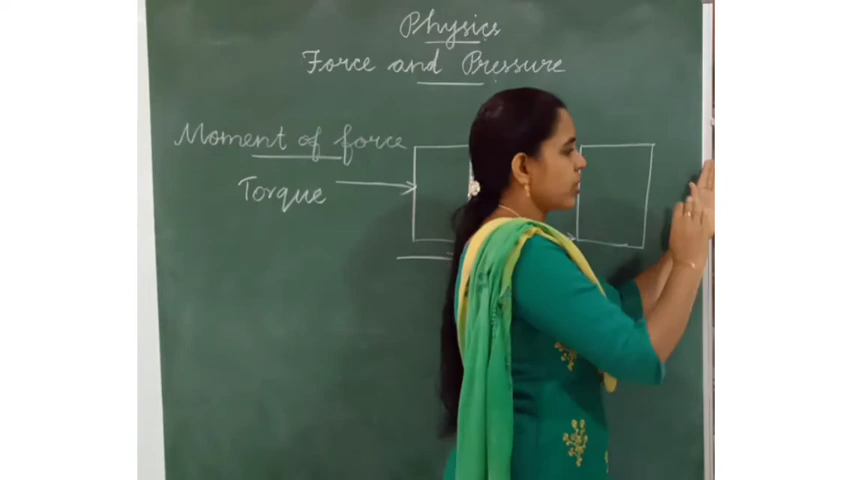 Physics
Force and Pressure
Moment of force
Torque